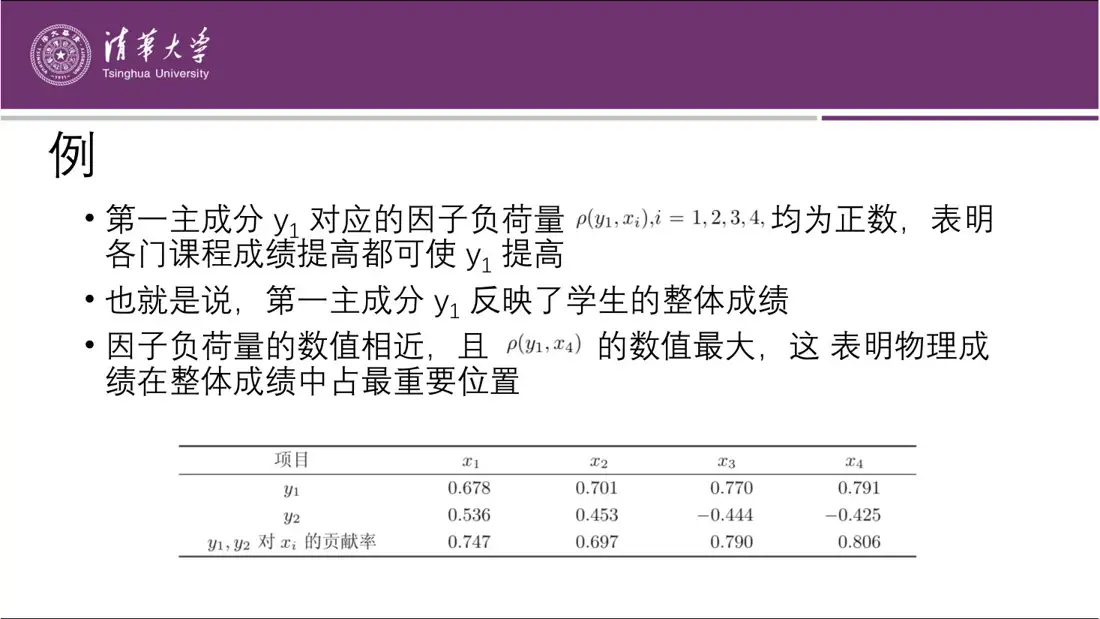 清华大学
Tsinghua University
例
• 第一主成分 y₁ 对应的因子负荷量 ρ(y₁,xᵢ),i = 1,2,3,4, 均为正数，表明
各门课程成绩提高都可使 y₁ 提高
• 也就是说，第一主成分 y₁ 反映了学生的整体成绩
• 因子负荷量的数值相近，且 ρ(y₁,x₄) 的数值最大，这 表明物理成
绩在整体成绩中占最重要位置
项目 x₁ x₂ x₃ x₄
y₁ 0.678 0.701 0.770 0.791
y₂ 0.536 0.453 −0.444 −0.425
y₁,y₂ 对 xᵢ 的贡献率 0.747 0.697 0.790 0.806